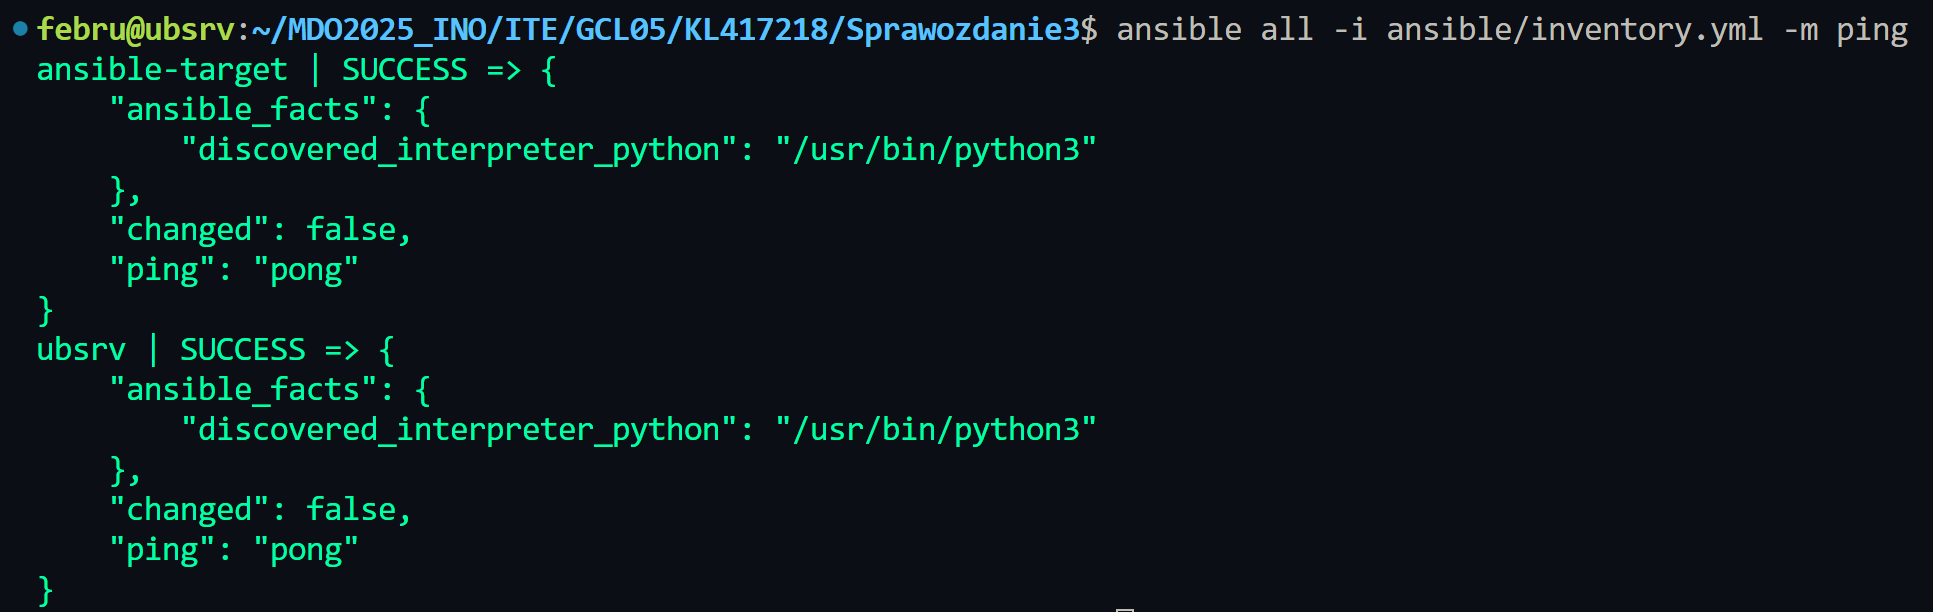 febru@ubsrv:~/MDO2025_INO/ITE/GCL05/KL417218/Sprawozdanie3$ ansible all -i ansible/inventory.yml -m ping
ansible-target | SUCCESS => {
    "ansible_facts": {
        "discovered_interpreter_python": "/usr/bin/python3"
    },
    "changed": false,
    "ping": "pong"
}
ubsrv | SUCCESS => {
    "ansible_facts": {
        "discovered_interpreter_python": "/usr/bin/python3"
    },
    "changed": false,
    "ping": "pong"
}